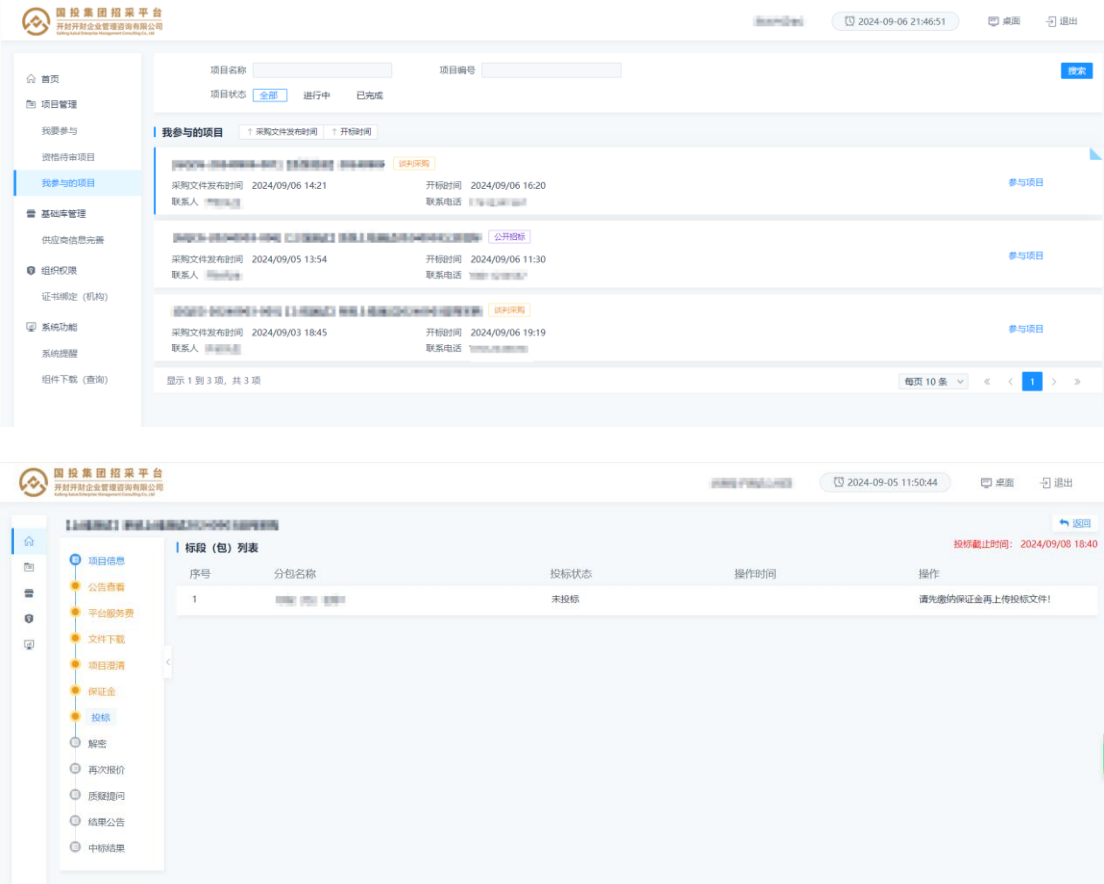 国投集团招采平台
开封开财企业管理咨询有限公司
Kaifeng Kaicai Enterprise Management Consulting Co., Ltd
2024-09-06 21:46:51 桌面 退出
首页
项目管理
我要参与
资格待审项目
我参与的项目
基础库管理
供应商信息完善
组织权限
证书绑定（机构）
系统功能
系统提醒
组件下载（查询）
项目名称 项目编号 搜索
项目状态 全部 进行中 已完成
我参与的项目 ↑ 采购文件发布时间 ↑ 开标时间
谈判采购
采购文件发布时间 2024/09/06 14:21 开标时间 2024/09/06 16:20 参与项目
联系人 联系电话
公开招标
采购文件发布时间 2024/09/05 13:54 开标时间 2024/09/06 11:30 参与项目
联系人 联系电话
谈判采购
采购文件发布时间 2024/09/03 18:45 开标时间 2024/09/06 19:19 参与项目
联系人 联系电话
显示 1 到 3 项，共 3 项 每页 10 条 « < 1 > »
国投集团招采平台
开封开财企业管理咨询有限公司
Kaifeng Kaicai Enterprise Management Consulting Co., Ltd
2024-09-05 11:50:44 桌面 退出
返回
项目信息
公告查看
平台服务费
文件下载
项目澄清
保证金
投标
解密
再次报价
质疑提问
结果公告
中标结果
标段（包）列表 投标截止时间： 2024/09/08 18:40
序号 分包名称 投标状态 操作时间 操作
1 未投标 请先缴纳保证金再上传投标文件!